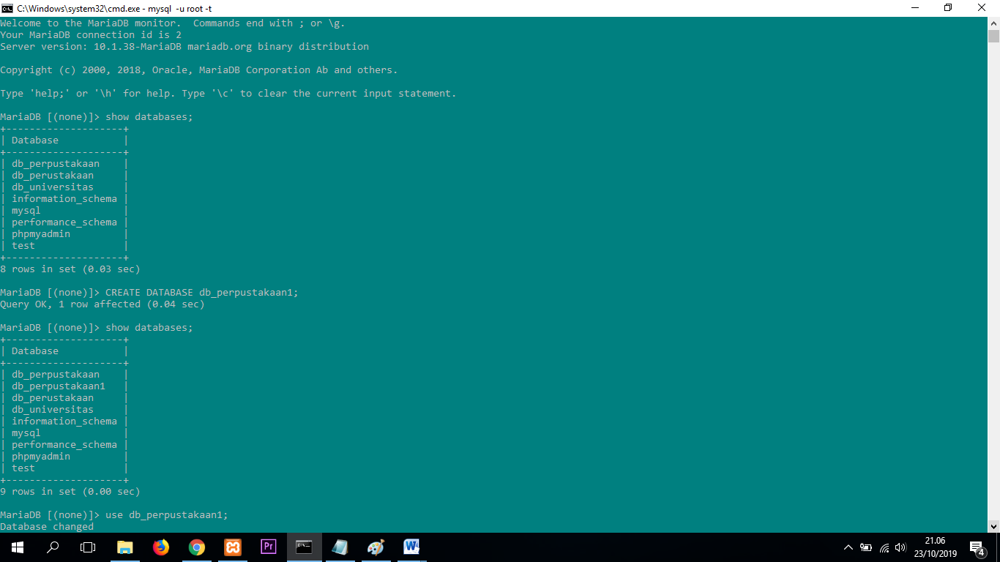 C:\Windows\system32\cmd.exe - mysql  -u root -t
Welcome to the MariaDB monitor.  Commands end with ; or \g.
Your MariaDB connection id is 2
Server version: 10.1.38-MariaDB mariadb.org binary distribution

Copyright (c) 2000, 2018, Oracle, MariaDB Corporation Ab and others.

Type 'help;' or '\h' for help. Type '\c' to clear the current input statement.

MariaDB [(none)]> show databases;
+--------------------+
| Database           |
+--------------------+
| db_perpustakaan    |
| db_perustakaan     |
| db_universitas     |
| information_schema |
| mysql              |
| performance_schema |
| phpmyadmin         |
| test               |
+--------------------+
8 rows in set (0.03 sec)

MariaDB [(none)]> CREATE DATABASE db_perpustakaan1;
Query OK, 1 row affected (0.04 sec)

MariaDB [(none)]> show databases;
+--------------------+
| Database           |
+--------------------+
| db_perpustakaan    |
| db_perpustakaan1   |
| db_perustakaan     |
| db_universitas     |
| information_schema |
| mysql              |
| performance_schema |
| phpmyadmin         |
| test               |
+--------------------+
9 rows in set (0.00 sec)

MariaDB [(none)]> use db_perpustakaan1;
Database changed
Pr
W
21.06
23/10/2019
4